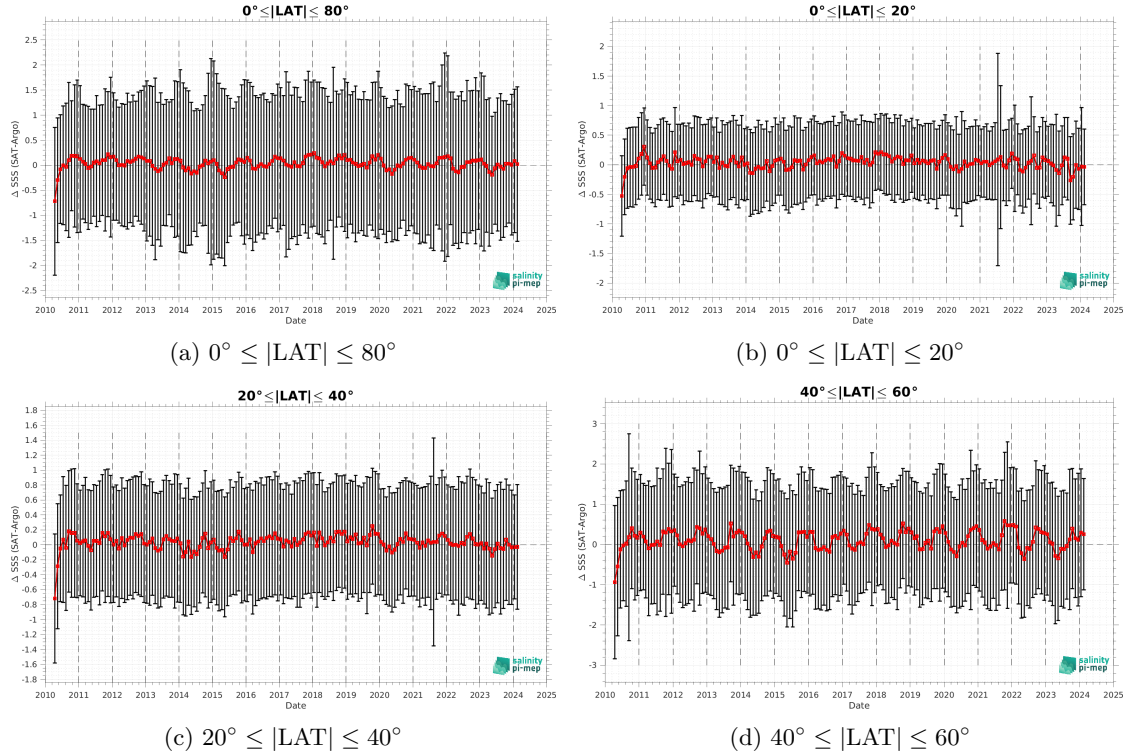 0°≤|LAT|≤ 80°
Δ SSS (SAT-Argo)
2.5
2
1.5
1
0.5
0
-0.5
-1
-1.5
-2
-2.5
2010 2011 2012 2013 2014 2015 2016 2017 2018 2019 2020 2021 2022 2023 2024 2025
Date
salinity
pi-mep
(a) 0° ≤ |LAT| ≤ 80°
0°≤|LAT|≤ 20°
Δ SSS (SAT-Argo)
2
1.5
1
0.5
0
-0.5
-1
-1.5
-2
2010 2011 2012 2013 2014 2015 2016 2017 2018 2019 2020 2021 2022 2023 2024 2025
Date
salinity
pi-mep
(b) 0° ≤ |LAT| ≤ 20°
20°≤|LAT|≤ 40°
Δ SSS (SAT-Argo)
1.8
1.6
1.4
1.2
1
0.8
0.6
0.4
0.2
0
-0.2
-0.4
-0.6
-0.8
-1
-1.2
-1.4
-1.6
-1.8
2010 2011 2012 2013 2014 2015 2016 2017 2018 2019 2020 2021 2022 2023 2024 2025
Date
salinity
pi-mep
(c) 20° ≤ |LAT| ≤ 40°
40°≤|LAT|≤ 60°
Δ SSS (SAT-Argo)
3
2
1
0
-1
-2
-3
2010 2011 2012 2013 2014 2015 2016 2017 2018 2019 2020 2021 2022 2023 2024 2025
Date
salinity
pi-mep
(d) 40° ≤ |LAT| ≤ 60°